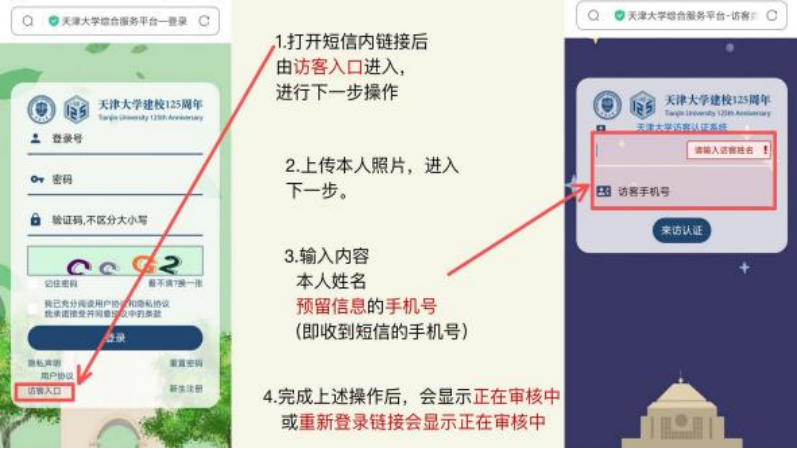 天津大学综合服务平台—登录
天津大学建校125周年
Tianjin University 125th Anniversary
登录号
密码
验证码,不区分大小写
记住密码
看不清?换一张
我已充分阅读用户协议和隐私协议
我承诺接受并同意协议中的条款
登录
隐私声明
重置密码
用户协议
访客入口
新生注册
1.打开短信内链接后
由访客入口进入，
进行下一步操作
2.上传本人照片，进入
下一步。
3.输入内容
本人姓名
预留信息的手机号
(即收到短信的手机号)
4.完成上述操作后，会显示正在审核中
或重新登录链接会显示正在审核中
天津大学综合服务平台-访客
天津大学建校125周年
Tianjin University 125th Anniversary
天津大学访客认证系统
请输入访客姓名
访客手机号
来访认证